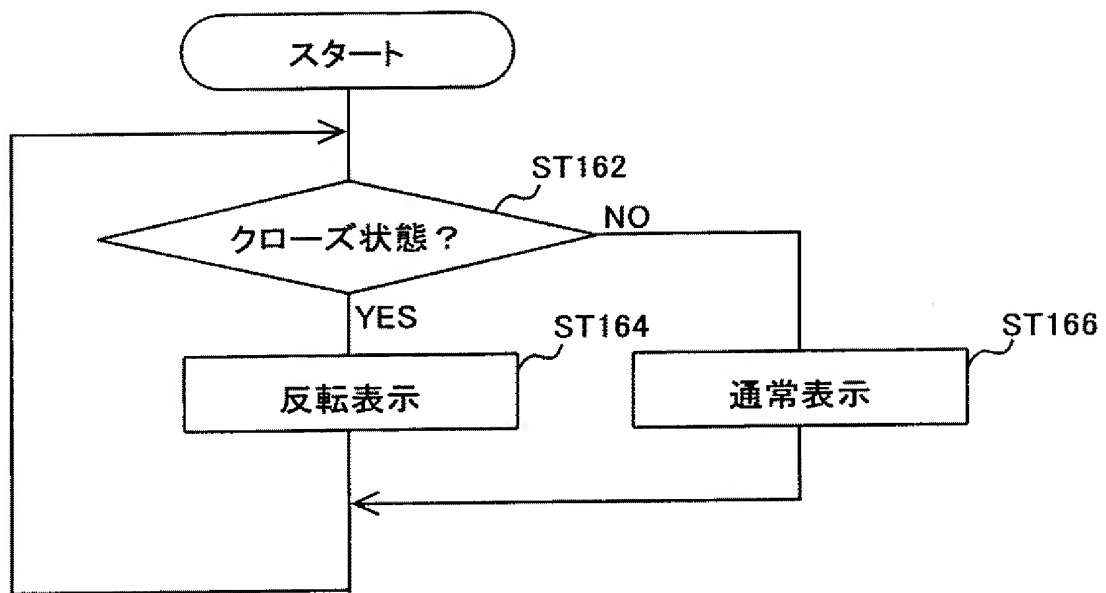 スタート
ST162
クローズ状態？
NO
YES
ST164
ST166
反転表示
通常表示